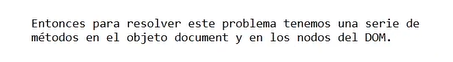 Entonces para resolver este problema tenemos una serie de
métodos en el objeto document y en los nodos del DOM.